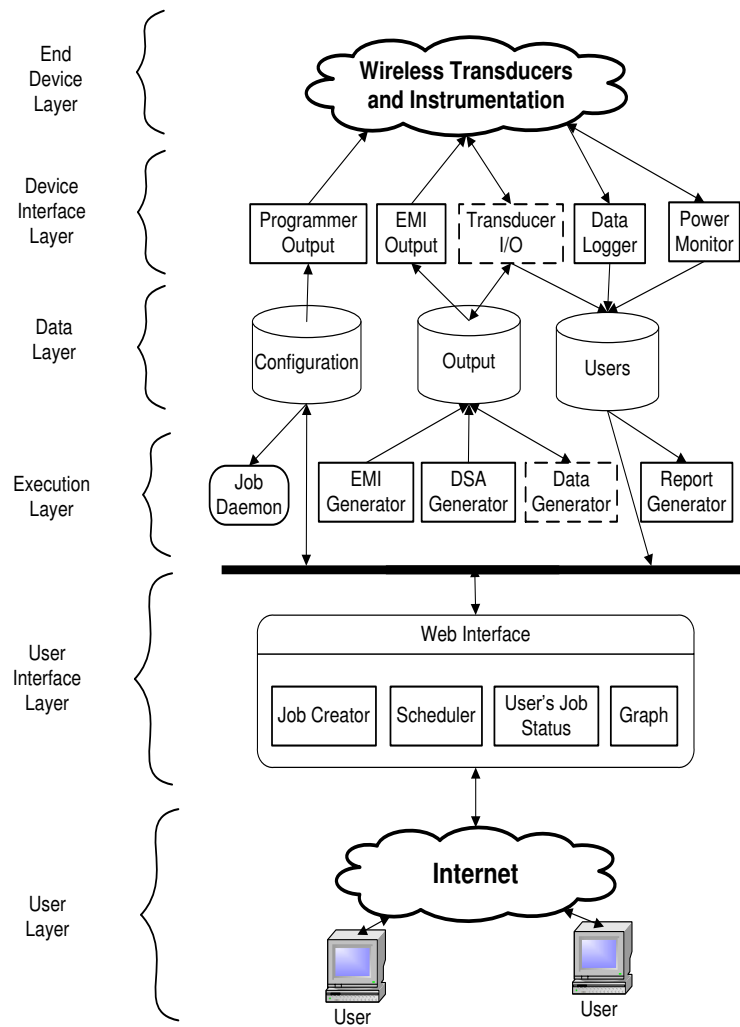 End
Device
Layer
Wireless Transducers
and Instrumentation
Device
Interface
Layer
Programmer
Output
EMI
Output
Transducer
I/O
Data
Logger
Power
Monitor
Data
Layer
Configuration
Output
Users
Execution
Layer
Job
Daemon
EMI
Generator
DSA
Generator
Data
Generator
Report
Generator
User
Interface
Layer
Web Interface
Job Creator
Scheduler
User's Job
Status
Graph
User
Layer
Internet
User
User